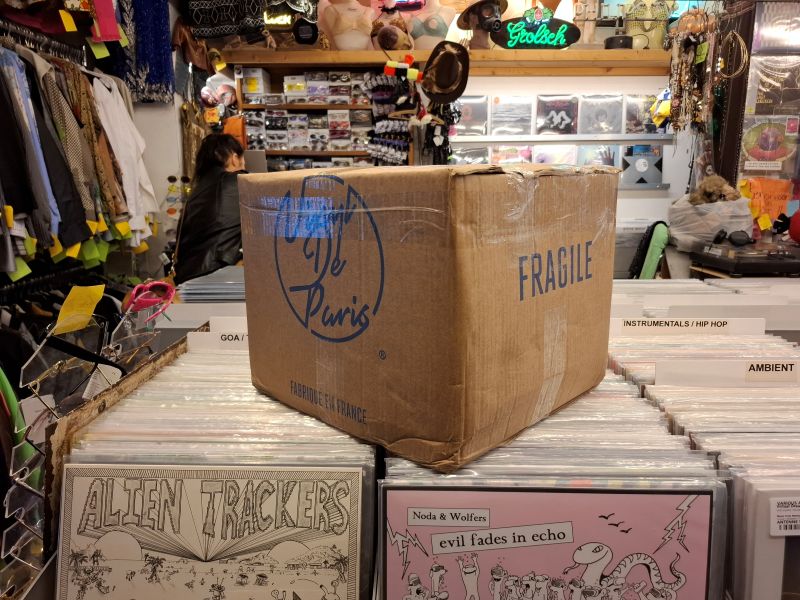 Grolsch
De
Paris
®
FABRIQUÉ EN FRANCE
FRAGILE
GOA /
INSTRUMENTALS / HIP HOP
AMBIENT
ALIEN TRACKERS
Noda & Wolfers
evil fades in echo